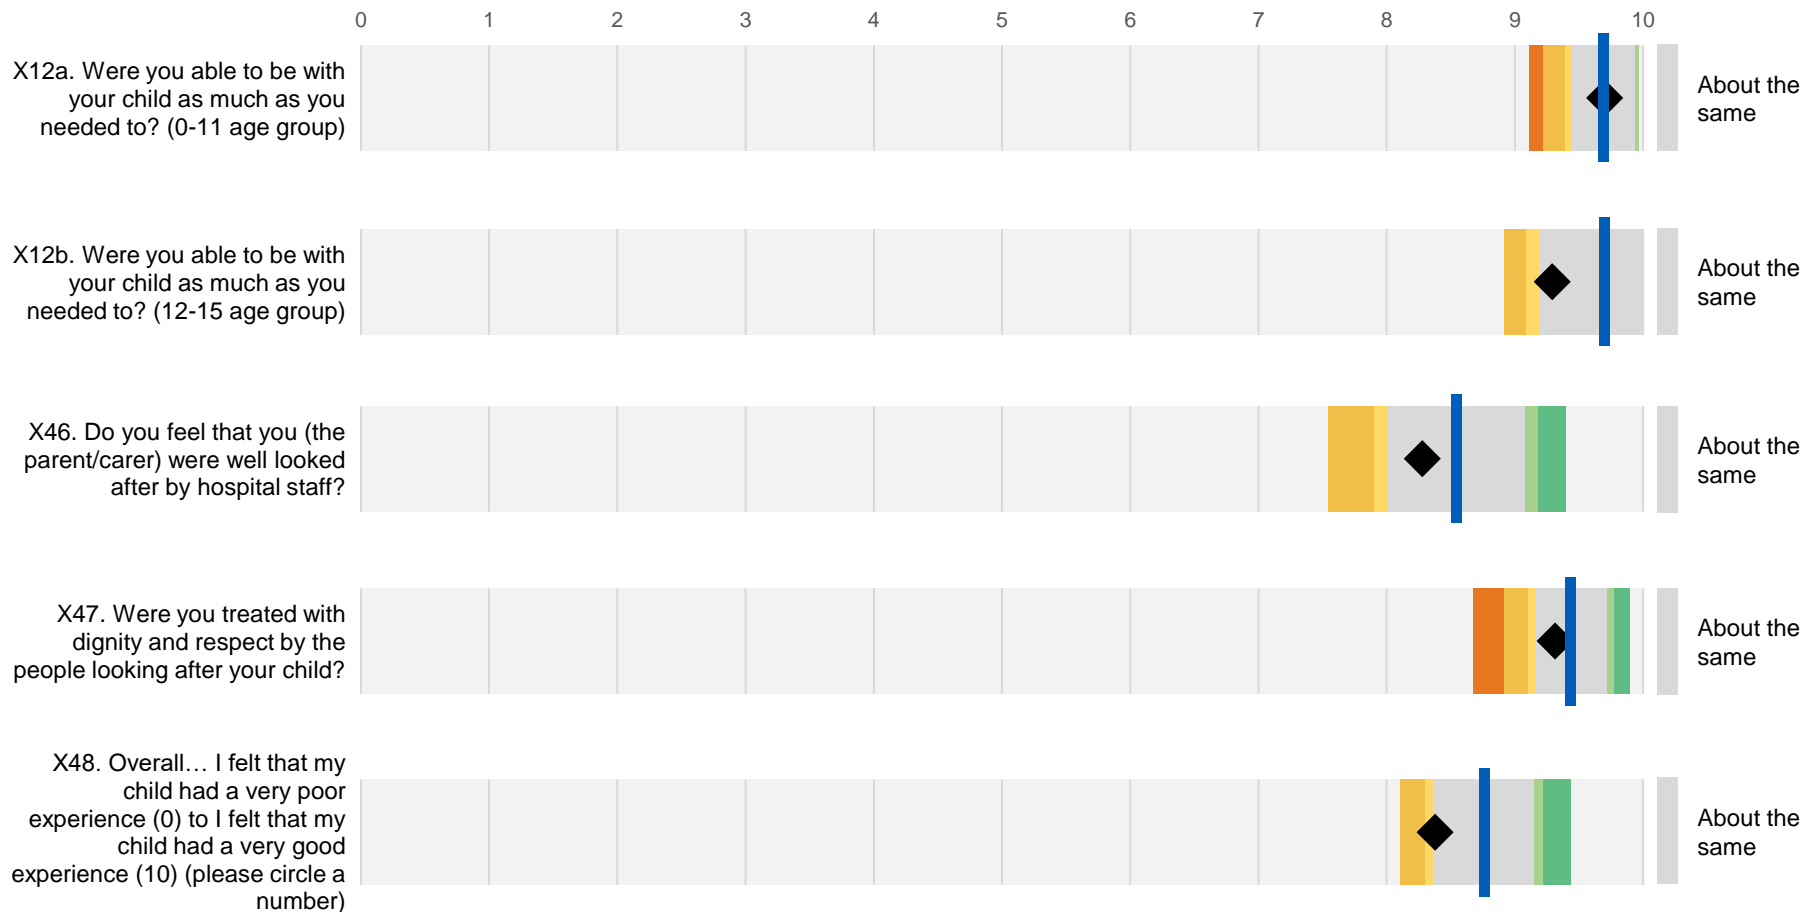 0 1 2 3 4 5 6 7 8 9 10
X12a. Were you able to be with
your child as much as you
needed to? (0-11 age group)
About the
same
X12b. Were you able to be with
your child as much as you
needed to? (12-15 age group)
About the
same
X46. Do you feel that you (the
parent/carer) were well looked
after by hospital staff?
About the
same
X47. Were you treated with
dignity and respect by the
people looking after your child?
About the
same
X48. Overall… I felt that my
child had a very poor
experience (0) to I felt that my
child had a very good
experience (10) (please circle a
number)
About the
same